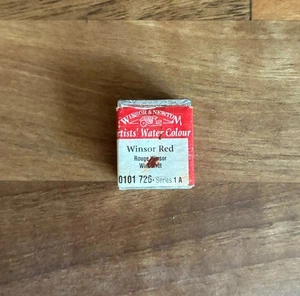 WINSOR & NEWTON
Artists' Water Colour
Winsor Red
Rouge Winsor
0101 726 - Series 1 A